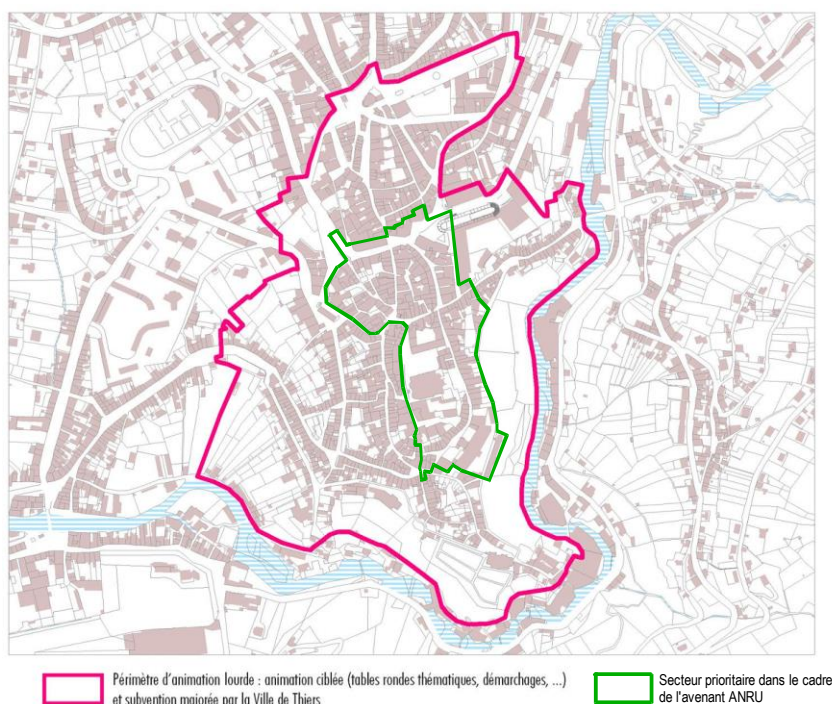 Périmètre d'animation lourde : animation ciblée (tables rondes thématiques, démarchages, ...)
et subvention majorée par la Ville de Thiers
Secteur prioritaire dans le cadre
de l'avenant ANRU